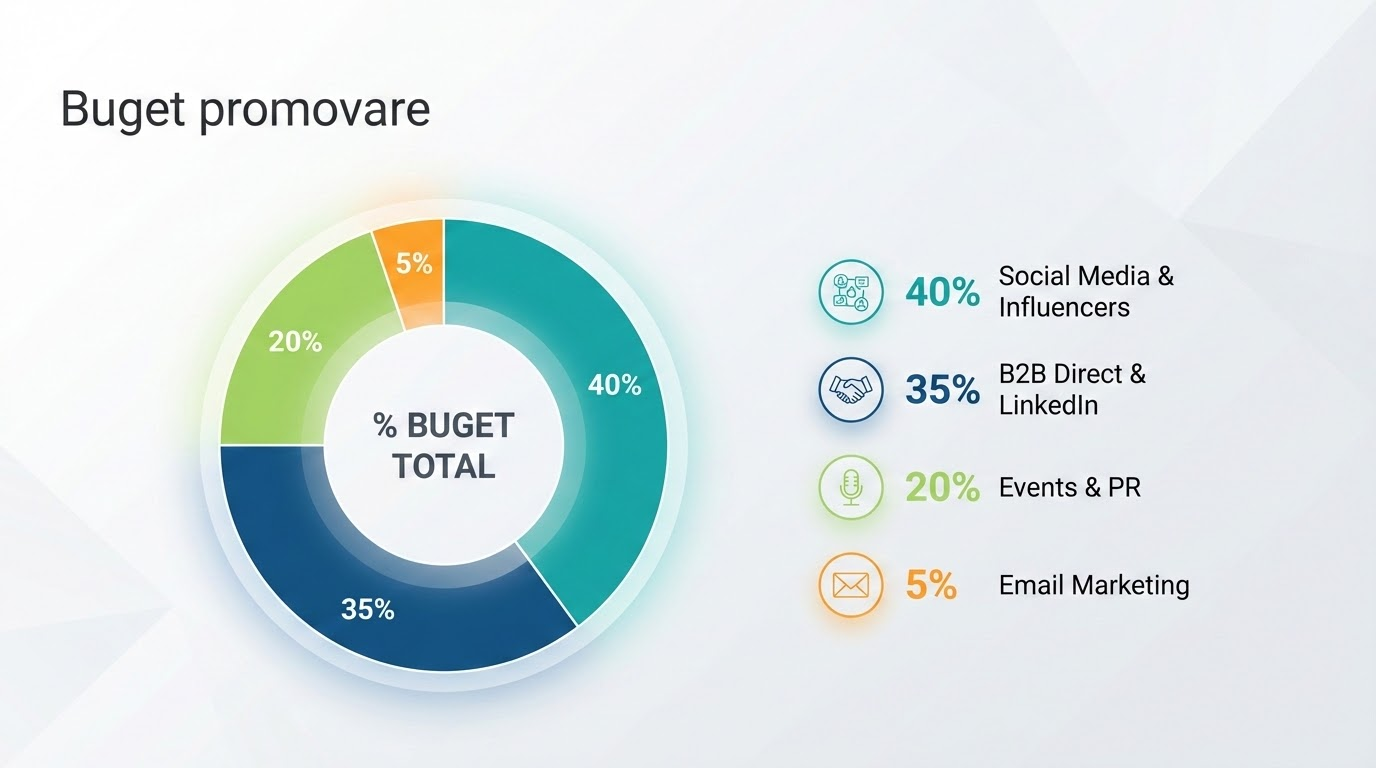 Buget promovare
5%
20%
40%
35%
% BUGET
TOTAL
40%
Social Media &
Influencers
35%
B2B Direct &
LinkedIn
20%
Events & PR
5%
Email Marketing